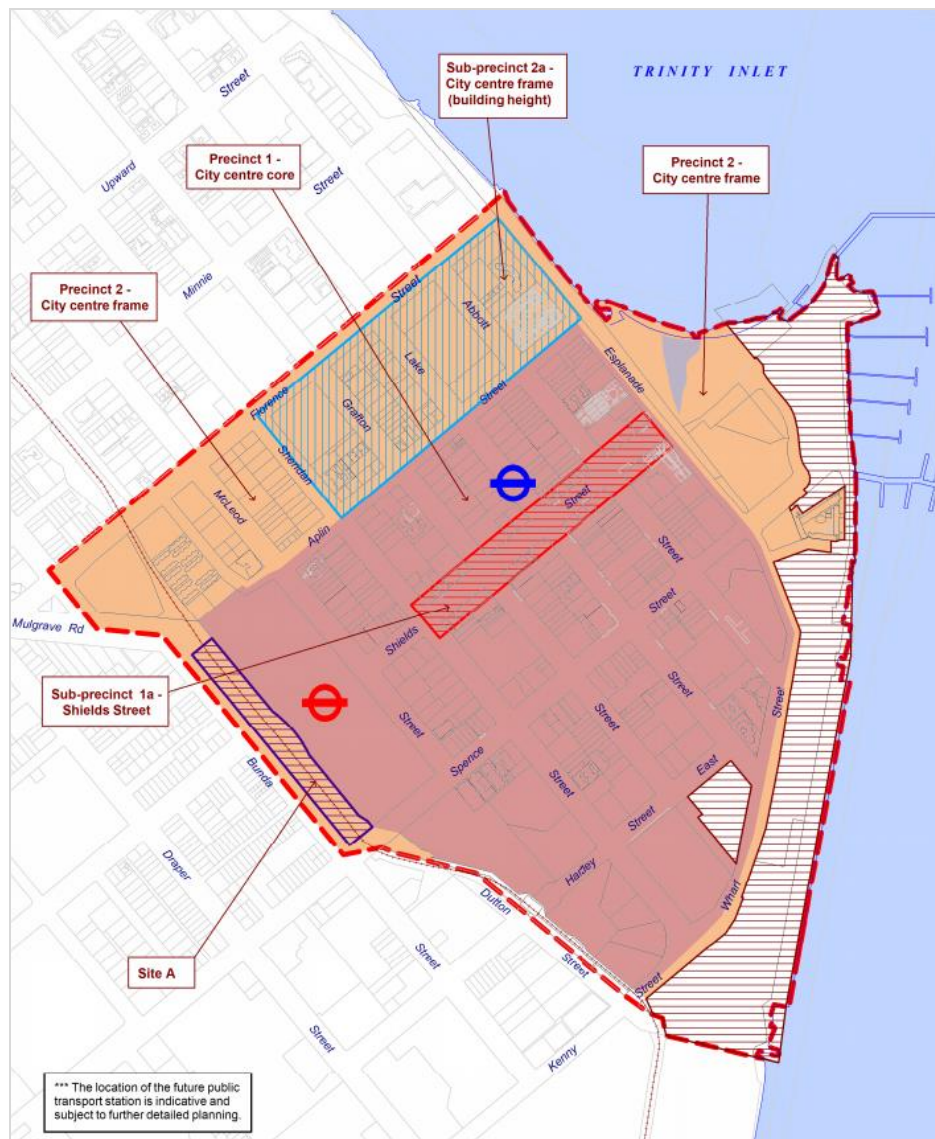 TRINITY INLET
Sub-precinct 2a -
City centre frame
(building height)
Precinct 1 -
City centre core
Precinct 2 -
City centre frame
Precinct 2 -
City centre frame
Street
Upward
Street
Minnie
Street
Florence
Abbott
Lake
Grafton
Sheridan
Street
Esplanade
McLeod
Aplin
Street
Shields
Street
Street
Street
Street
Street
Street
Street
Street
East
Spence
Mulgrave Rd
Sub-precinct 1a -
Shields Street
Bunda
Hartley
Wharf
Draper
Dutton
Street
Street
Street
Street
Kenny
Site A
*** The location of the future public
transport station is indicative and
subject to further detailed planning.